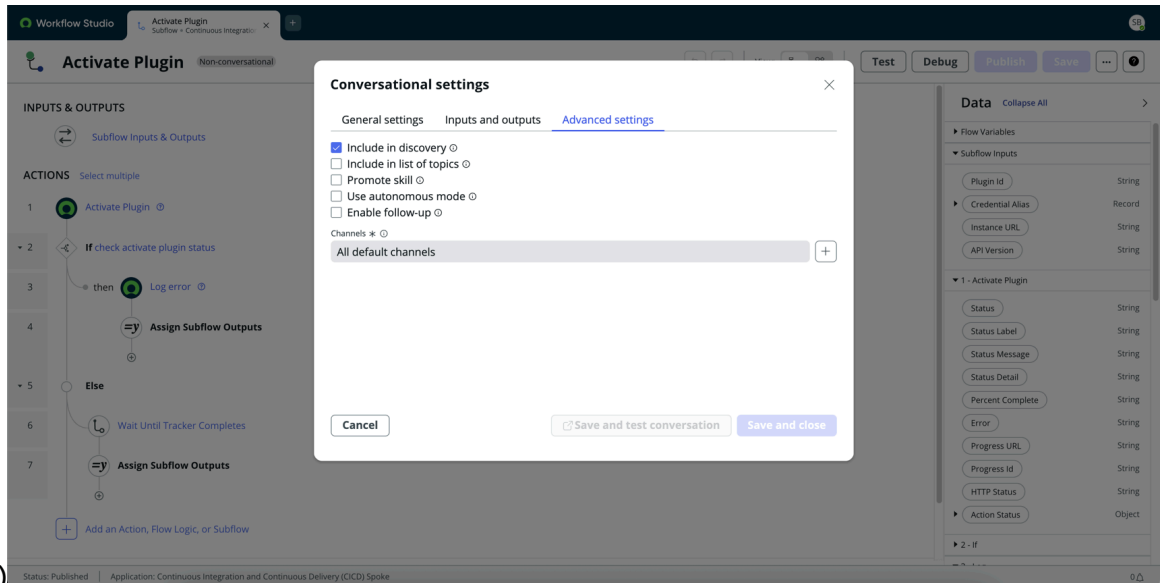 Workflow Studio
Activate Plugin
Subflow • Continuous Integratio
SB
Activate Plugin
Non-conversational
Test
Debug
Publish
Save
INPUTS & OUTPUTS
Subflow Inputs & Outputs
ACTIONS Select multiple
1 Activate Plugin
2 If check activate plugin status
3 then Log error
4 Assign Subflow Outputs
5 Else
6 Wait Until Tracker Completes
7 Assign Subflow Outputs
Add an Action, Flow Logic, or Subflow
Conversational settings
General settings Inputs and outputs Advanced settings
Include in discovery
Include in list of topics
Promote skill
Use autonomous mode
Enable follow-up
Channels *
All default channels
Cancel
Save and test conversation
Save and close
Data Collapse All
Flow Variables
Subflow Inputs
Plugin Id String
Credential Alias Record
Instance URL String
API Version String
1 - Activate Plugin
Status String
Status Label String
Status Message String
Status Detail String
Percent Complete String
Error String
Progress URL String
Progress Id String
HTTP Status String
Action Status Object
2 - If
Status: Published | Application: Continuous Integration and Continuous Delivery (CICD) Spoke
0